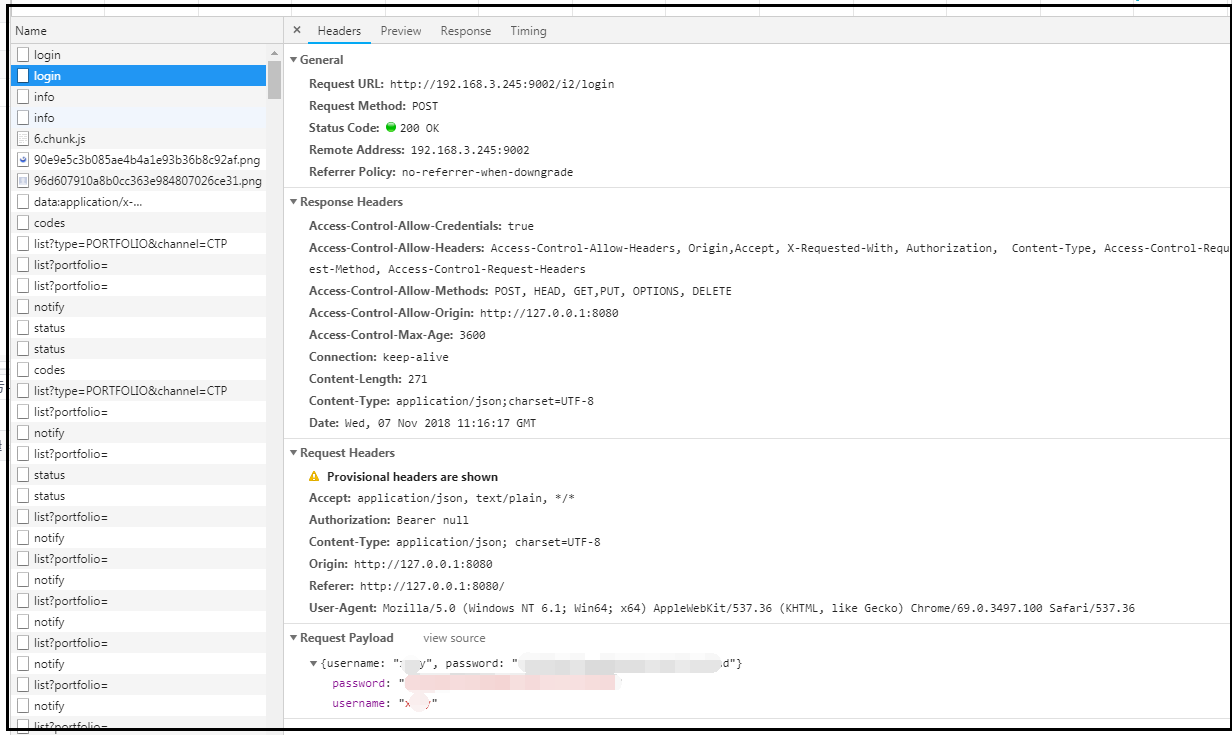 Name
login
login
info
info
6.chunk.js
90e9e5c3b085ae4b4a1e93b36b8c92af.png
96d607910a8b0cc363e984807026ce31.png
data:application/x-...
codes
list?type=PORTFOLIO&channel=CTP
list?portfolio=
list?portfolio=
notify
status
status
codes
list?type=PORTFOLIO&channel=CTP
list?portfolio=
notify
list?portfolio=
status
status
list?portfolio=
notify
list?portfolio=
notify
list?portfolio=
notify
list?portfolio=
notify
list?portfolio=
notify
list?portfolio=
× Headers Preview Response Timing
General
Request URL: http://192.168.3.245:9002/i2/login
Request Method: POST
Status Code: 200 OK
Remote Address: 192.168.3.245:9002
Referrer Policy: no-referrer-when-downgrade
Response Headers
Access-Control-Allow-Credentials: true
Access-Control-Allow-Headers: Access-Control-Allow-Headers, Origin,Accept, X-Requested-With, Authorization, Content-Type, Access-Control-Requ
est-Method, Access-Control-Request-Headers
Access-Control-Allow-Methods: POST, HEAD, GET,PUT, OPTIONS, DELETE
Access-Control-Allow-Origin: http://127.0.0.1:8080
Access-Control-Max-Age: 3600
Connection: keep-alive
Content-Length: 271
Content-Type: application/json;charset=UTF-8
Date: Wed, 07 Nov 2018 11:16:17 GMT
Request Headers
Provisional headers are shown
Accept: application/json, text/plain, */*
Authorization: Bearer null
Content-Type: application/json; charset=UTF-8
Origin: http://127.0.0.1:8080
Referer: http://127.0.0.1:8080/
User-Agent: Mozilla/5.0 (Windows NT 6.1; Win64; x64) AppleWebKit/537.36 (KHTML, like Gecko) Chrome/69.0.3497.100 Safari/537.36
Request Payload view source
{username: " y", password: " d"}
password: "
username: "x y"